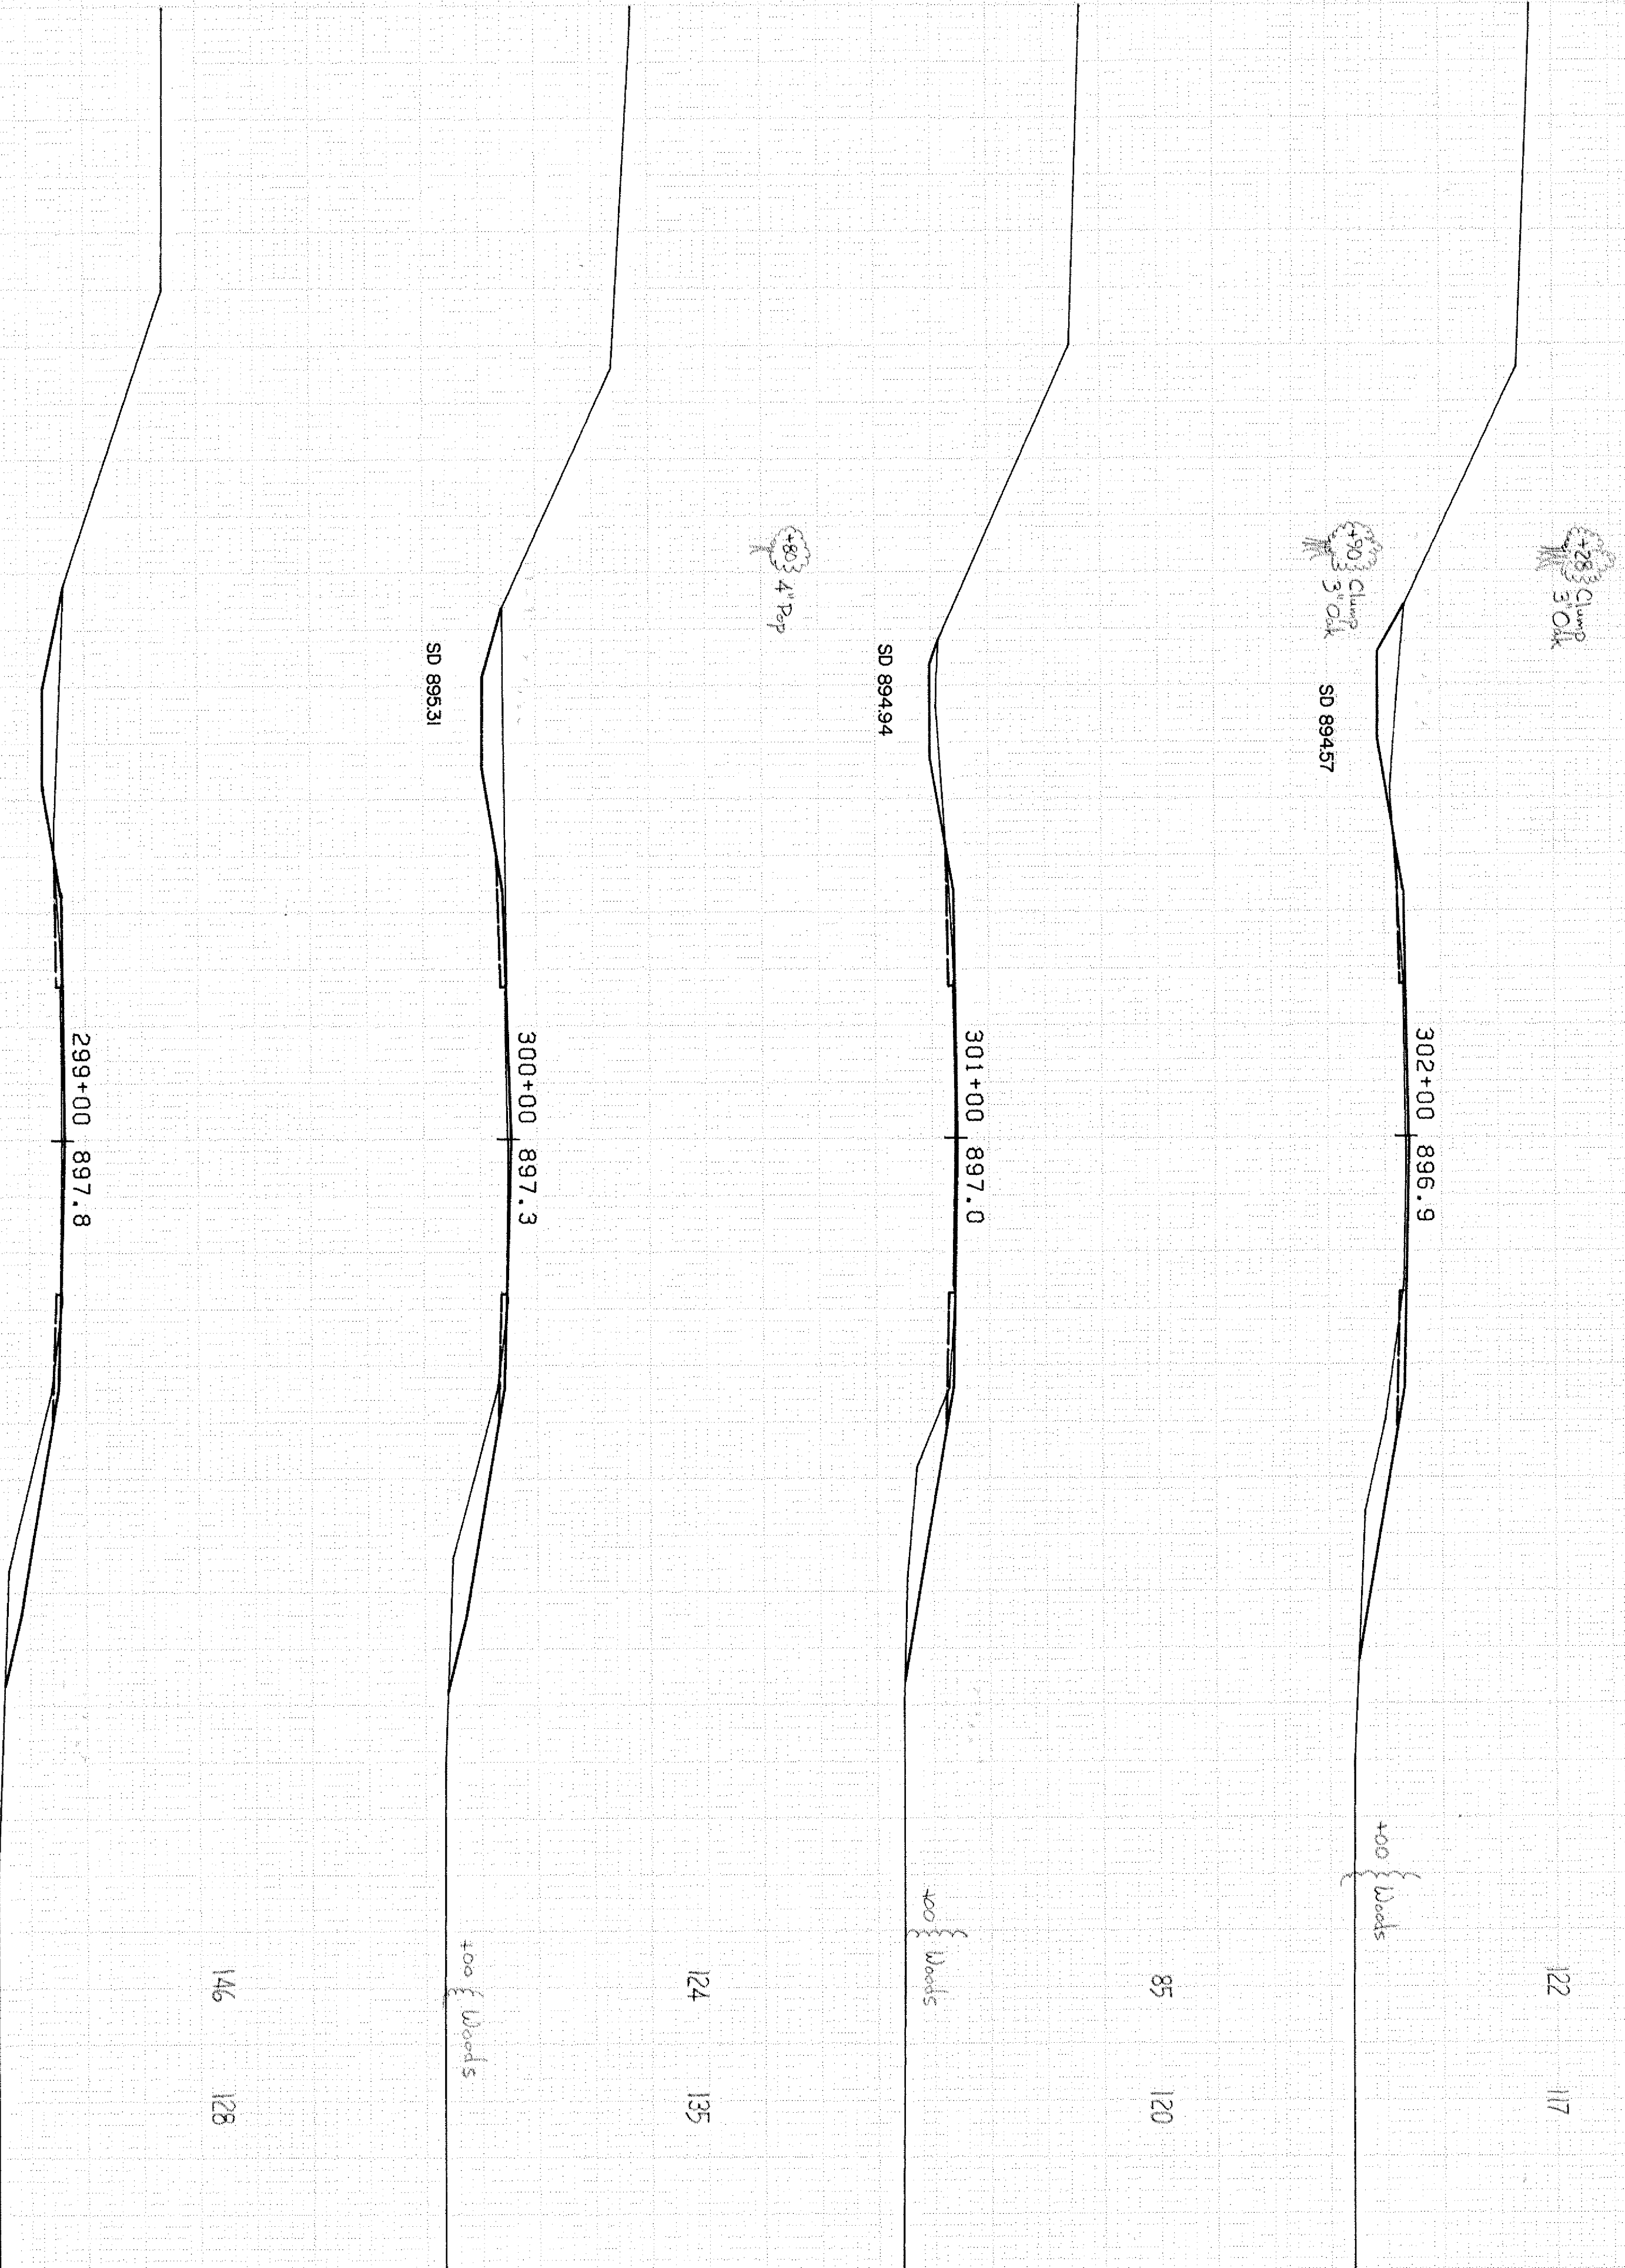 +28 Clump
3" Oak
122
117
302+00 896.9
+00 Woods
+90 Clump
3" Oak
SD 894.57
85
120
301+00 897.0
+00 Woods
SD 894.94
+80 4" Pop
124
135
300+00 897.3
+00 Woods
SD 895.31
146
128
299+00 897.8